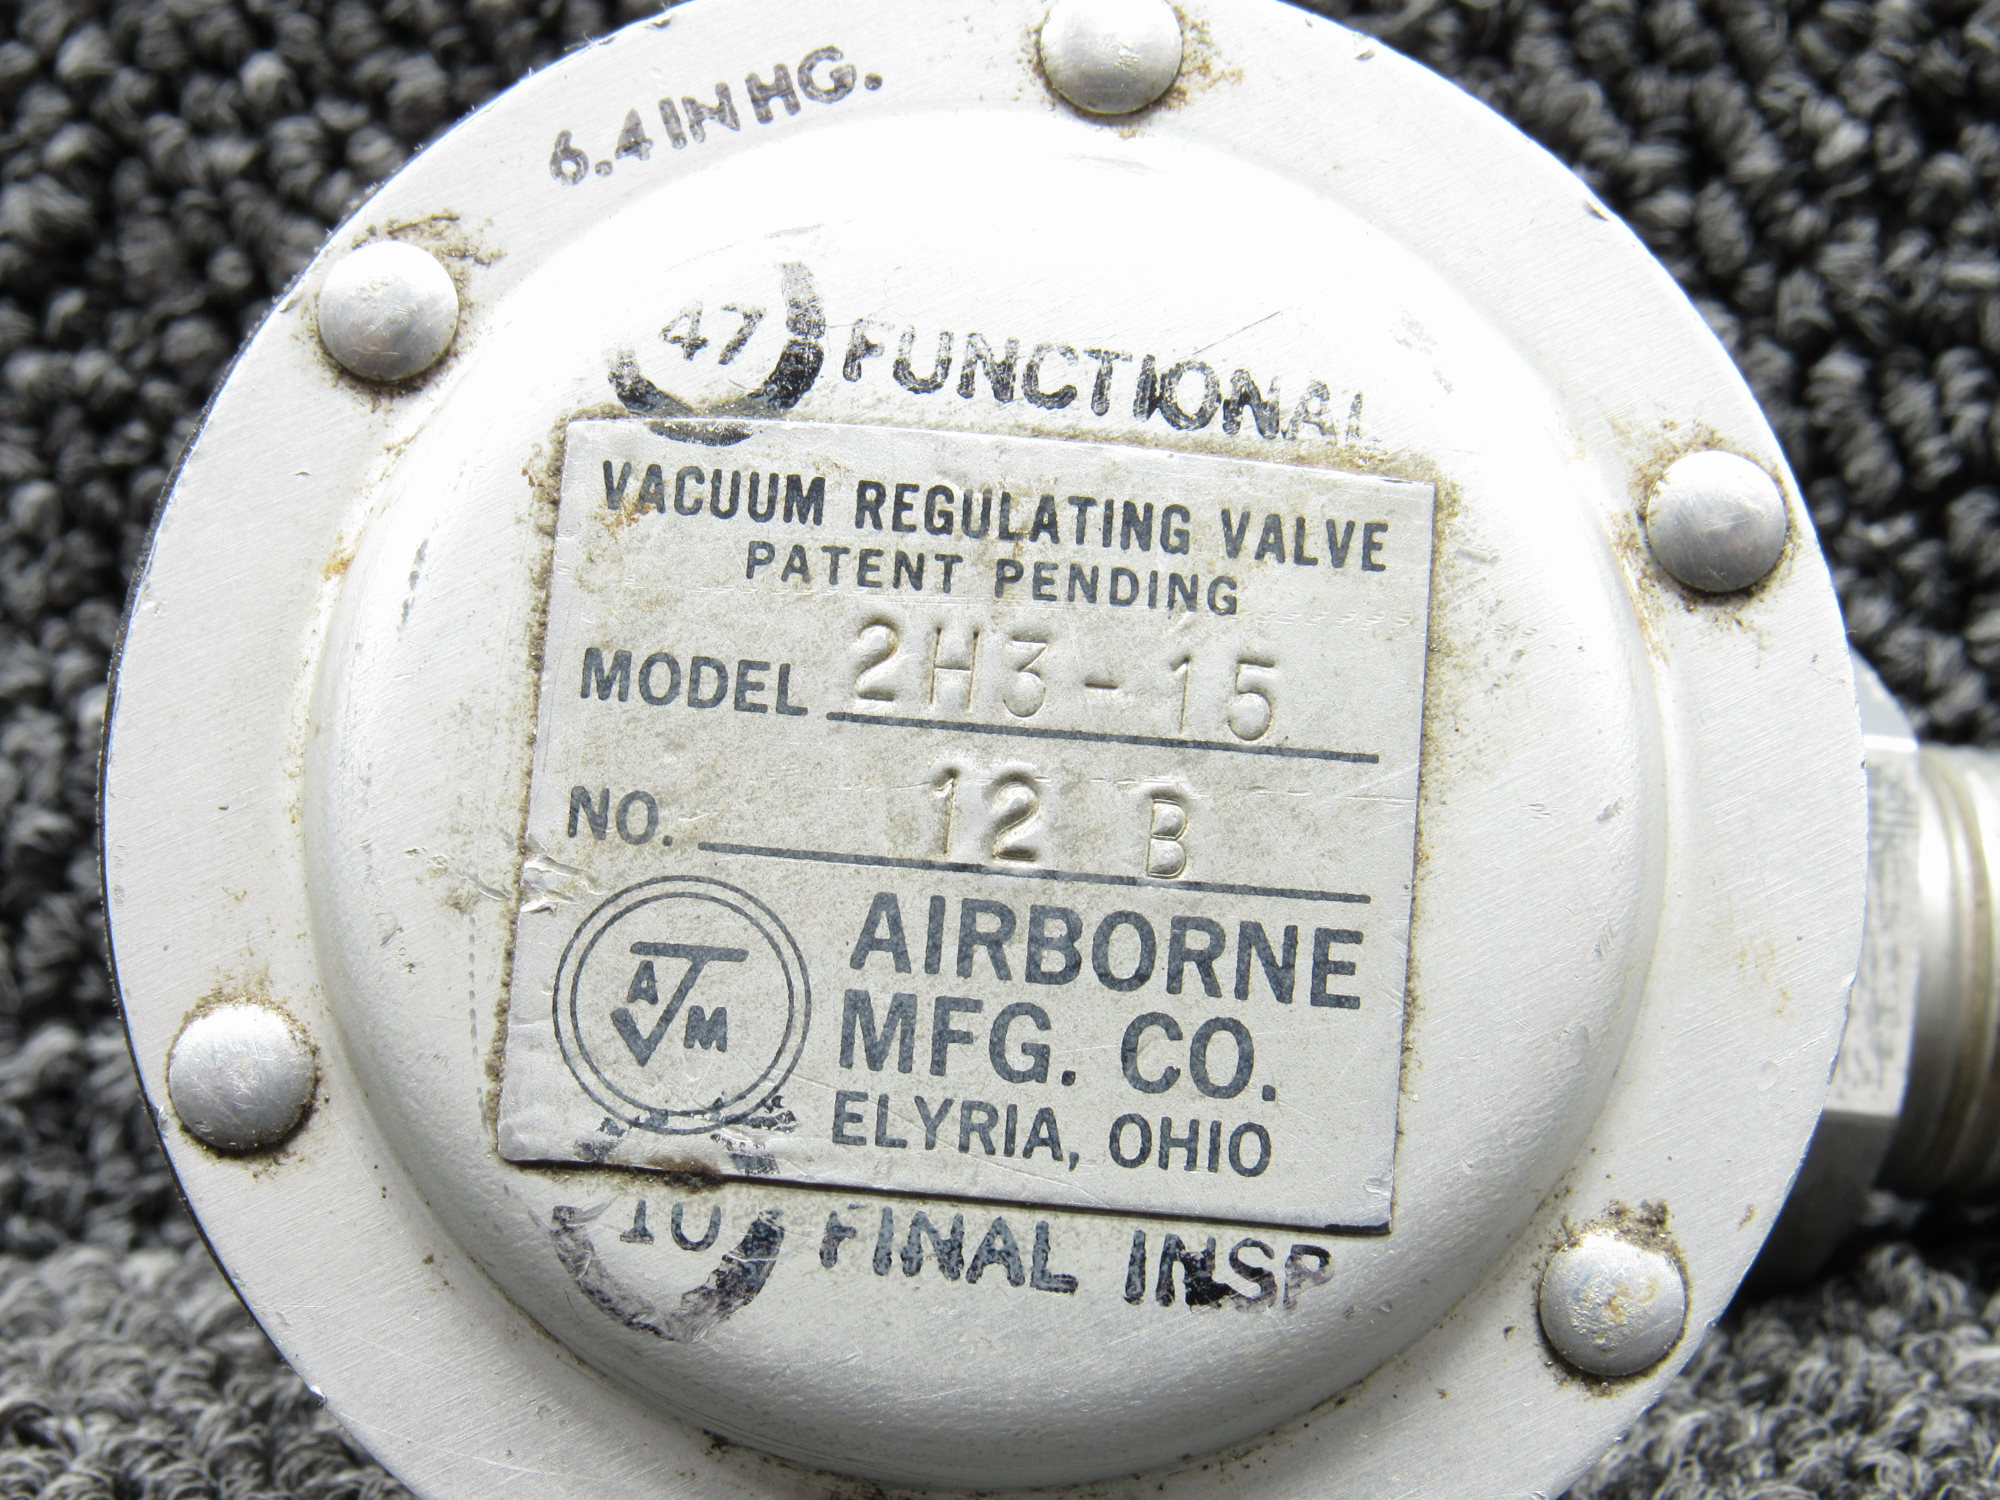 6.4 IN HG.
47 FUNCTIONAL
VACUUM REGULATING VALVE
PATENT PENDING
MODEL 2H3-15
NO. 12 B
A M
AIRBORNE
MFG. CO.
ELYRIA, OHIO
10 FINAL INSP